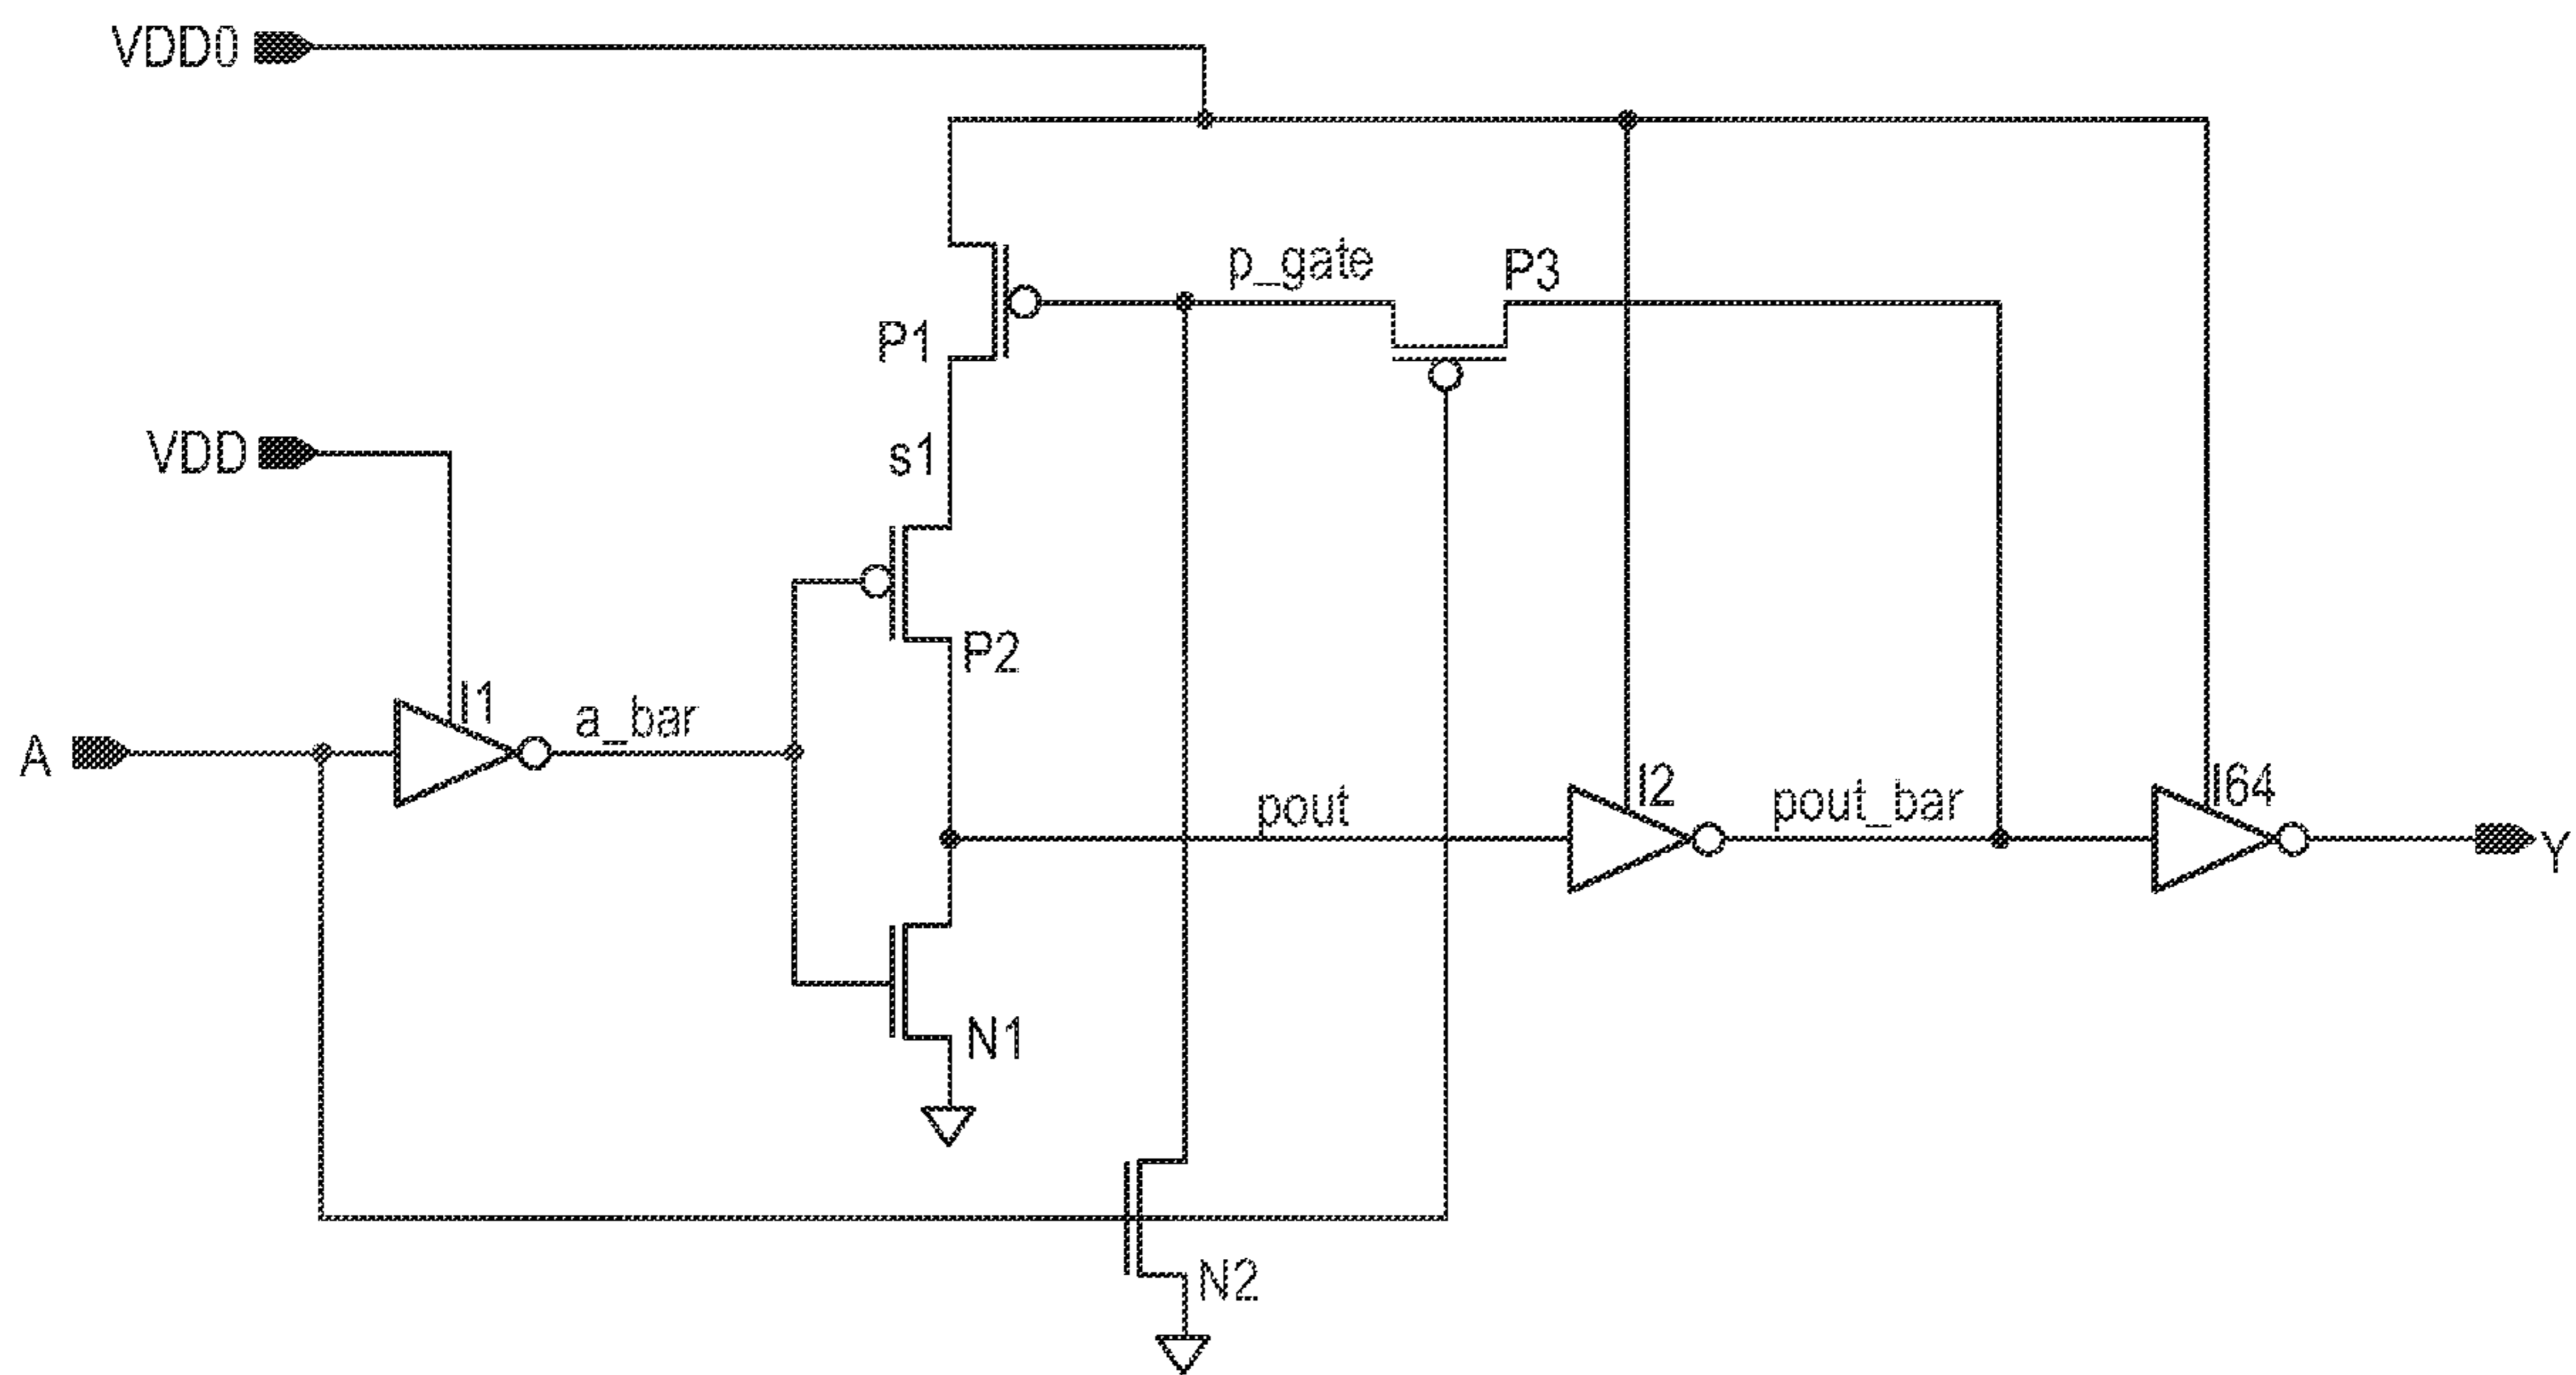 VDD0
p_gate
P3
P1
VDD
s1
P2
I1
a_bar
A
pout
I2
pout_bar
I64
Y
N1
N2